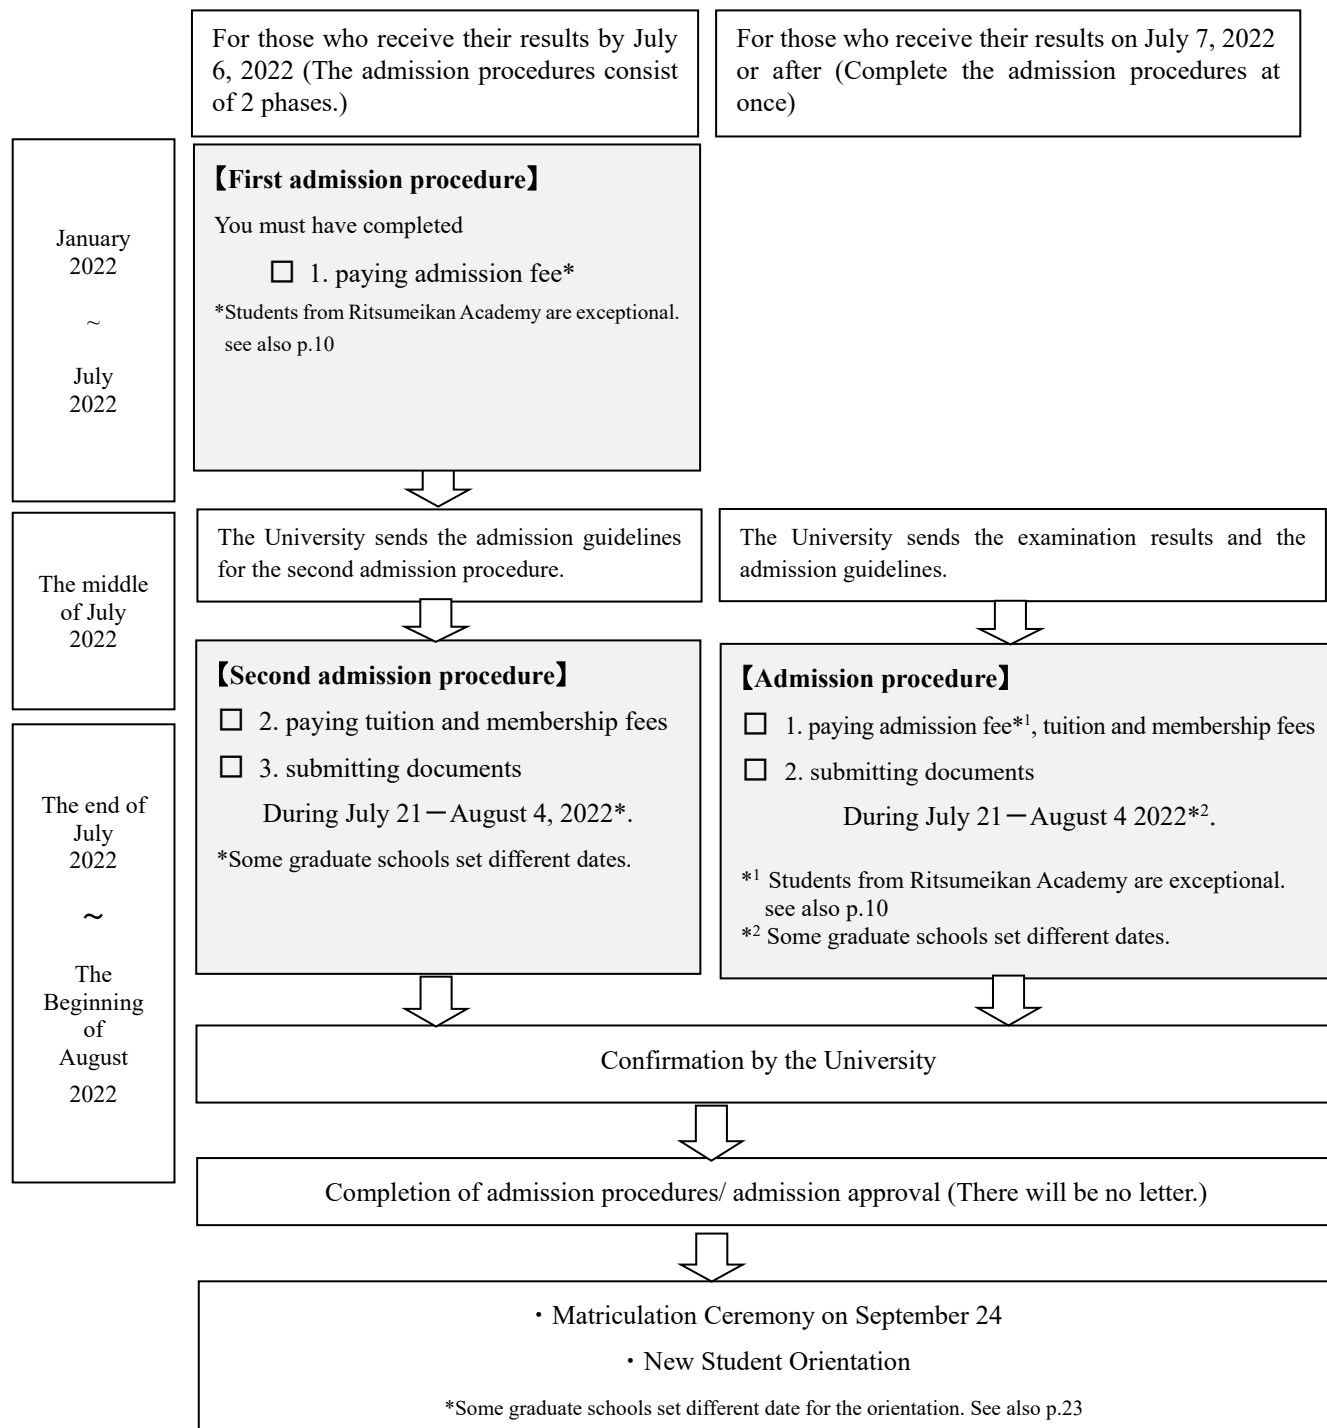 For those who receive their results by July
6, 2022 (The admission procedures consist
of 2 phases.)
For those who receive their results on July 7, 2022
or after (Complete the admission procedures at
once)
January
2022
~
July
2022
【First admission procedure】
You must have completed
☐ 1. paying admission fee*
*Students from Ritsumeikan Academy are exceptional.
see also p.10
The middle
of July
2022
The University sends the admission guidelines
for the second admission procedure.
The University sends the examination results and the
admission guidelines.
The end of
July
2022
~
The
Beginning
of
August
2022
【Second admission procedure】
☐ 2. paying tuition and membership fees
☐ 3. submitting documents
During July 21－August 4, 2022*.
*Some graduate schools set different dates.
【Admission procedure】
☐ 1. paying admission fee*¹, tuition and membership fees
☐ 2. submitting documents
During July 21－August 4 2022*².
*¹ Students from Ritsumeikan Academy are exceptional.
see also p.10
*² Some graduate schools set different dates.
Confirmation by the University
Completion of admission procedures/ admission approval (There will be no letter.)
・Matriculation Ceremony on September 24
・New Student Orientation
*Some graduate schools set different date for the orientation. See also p.23